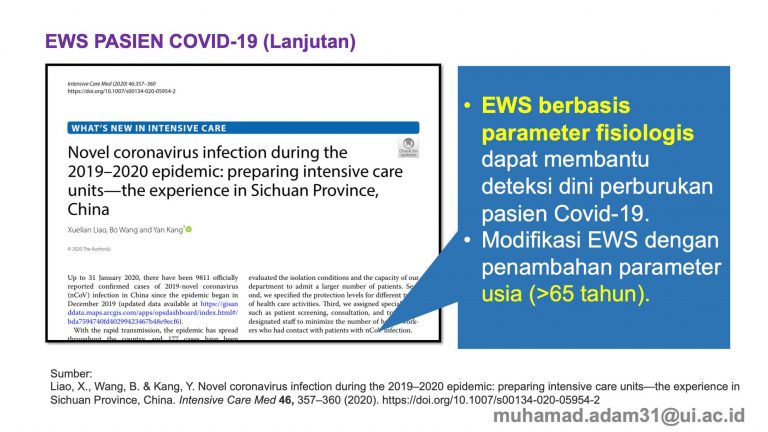 EWS PASIEN COVID-19 (Lanjutan)
Intensive Care Med (2020) 46:357–360
https://doi.org/10.1007/s00134-020-05954-2
WHAT'S NEW IN INTENSIVE CARE
Check for
updates
Novel coronavirus infection during the
2019–2020 epidemic: preparing intensive care
units—the experience in Sichuan Province,
China
Xuelian Liao, Bo Wang and Yan Kang*
© 2020 The Author(s)
Up to 31 January 2020, there have been 9811 officially
reported confirmed cases of 2019-novel coronavirus
(nCoV) infection in China since the epidemic began in
December 2019 (updated data available at https://gisan
ddata.maps.arcgis.com/apps/opsdashboard/index.html#/
bda7594740fd40299423467b48e9ecf6).
With the rapid transmission, the epidemic has spread
throughout the country and 177 cases have been
evaluated the isolation conditions and the capacity of our
department to admit a larger number of patients. Sec-
ond, we specified the protection levels for different
of health care activities. Third, we assigned
such as patient screening, consultation, and
designated staff to minimize the number of
ers who had contact with patients with nCoV infection.
• EWS berbasis
parameter fisiologis
dapat membantu
deteksi dini perburukan
pasien Covid-19.
• Modifikasi EWS dengan
penambahan parameter
usia (>65 tahun).
Sumber:
Liao, X., Wang, B. & Kang, Y. Novel coronavirus infection during the 2019–2020 epidemic: preparing intensive care units—the experience in
Sichuan Province, China. Intensive Care Med 46, 357–360 (2020). https://doi.org/10.1007/s00134-020-05954-2
muhamad.adam31@ui.ac.id